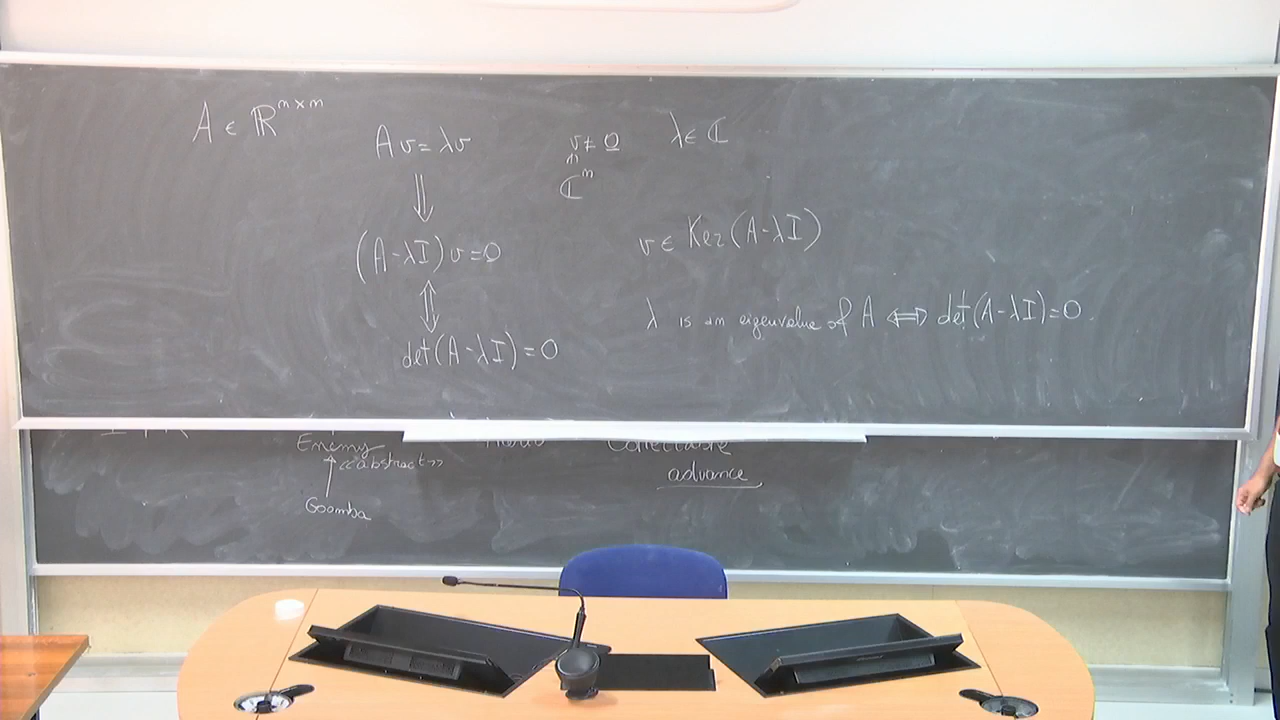 A ∈ ℝ^{m×m}
Av = λv
v ≠ 0
λ ∈ ℂ
∈
ℂ^m
⇓
(A-λI)v = 0
v ∈ Ker(A-λI)
⇕
λ is an eigenvalue of A ⟺ det(A-λI)=0.
det(A-λI) = 0
Enemy
<<abstract>>
advance
Goomba